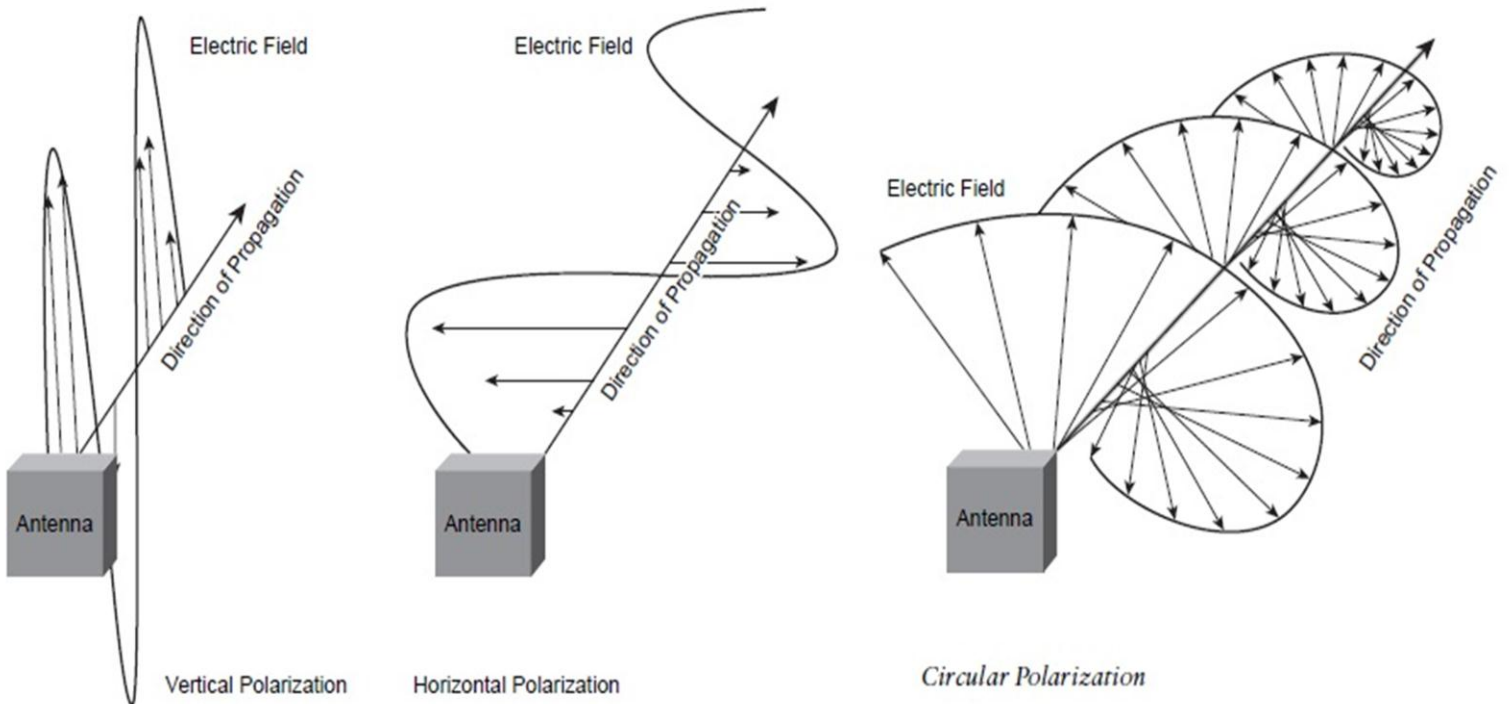 Electric Field
Direction of Propagation
Antenna
Vertical Polarization
Electric Field
Direction of Propagation
Antenna
Horizontal Polarization
Electric Field
Direction of Propagation
Antenna
Circular Polarization